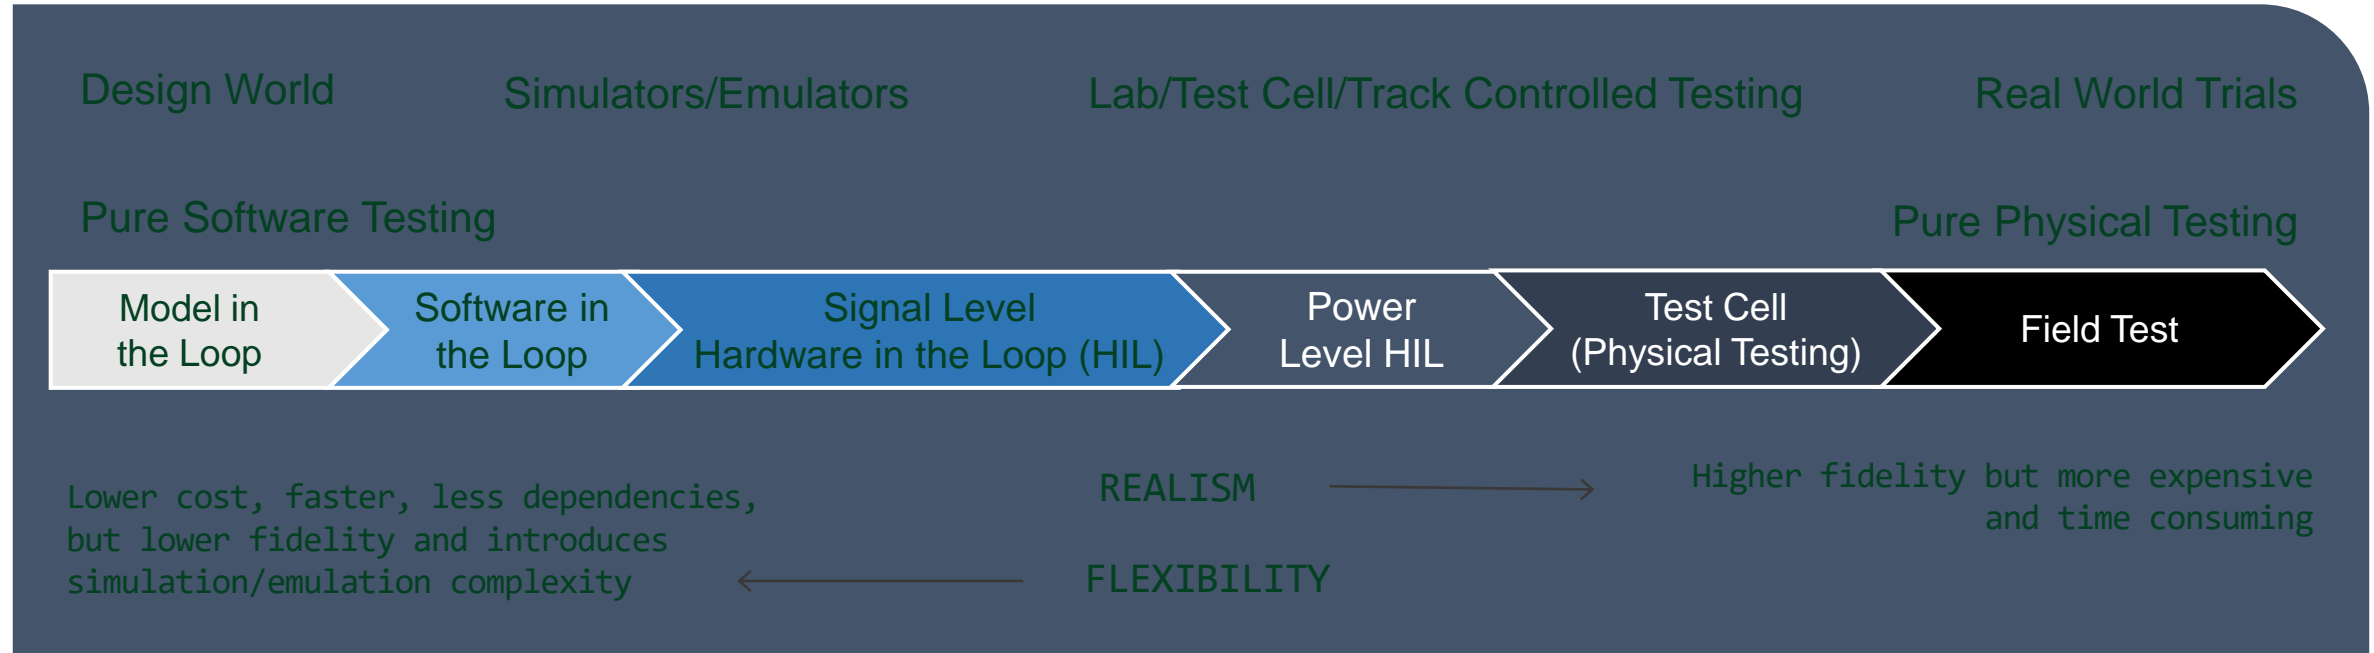 Design World
Simulators/Emulators
Lab/Test Cell/Track Controlled Testing
Real World Trials
Pure Software Testing
Pure Physical Testing
Model in
the Loop
Software in
the Loop
Signal Level
Hardware in the Loop (HIL)
Power
Level HIL
Test Cell
(Physical Testing)
Field Test
Lower cost, faster, less dependencies,
but lower fidelity and introduces
simulation/emulation complexity
REALISM
FLEXIBILITY
Higher fidelity but more expensive
and time consuming